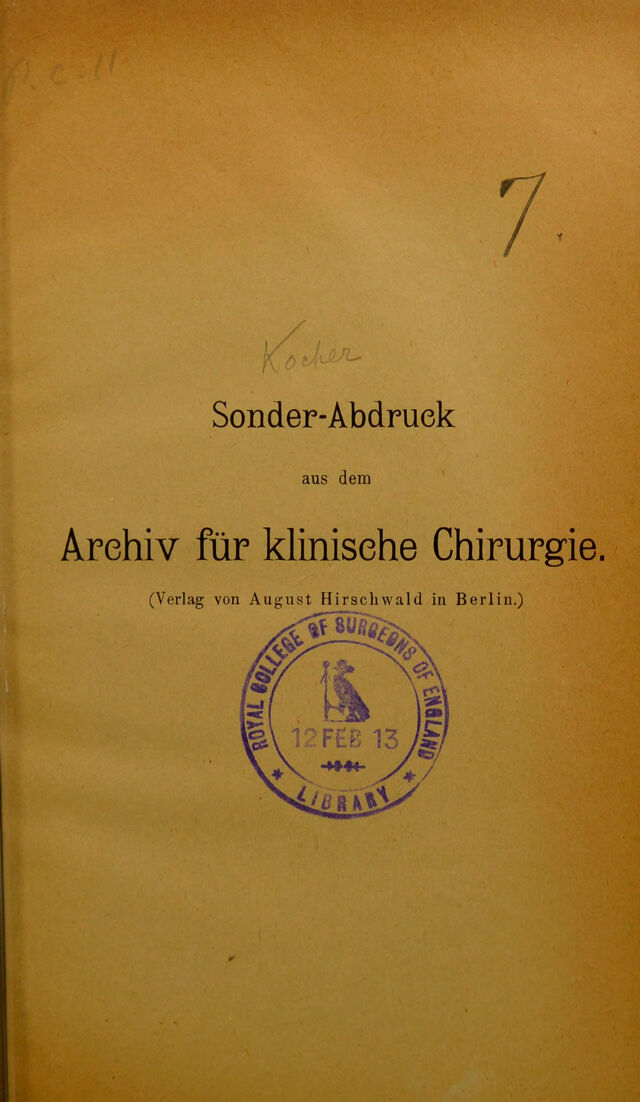 P. C. 11
7.
Kocher
Sonder-Abdruck
aus dem
Archiv für klinische Chirurgie.
(Verlag von August Hirschwald in Berlin.)
ROYAL COLLEGE OF SURGEONS OF ENGLAND
12 FEB 13
* LIBRARY *